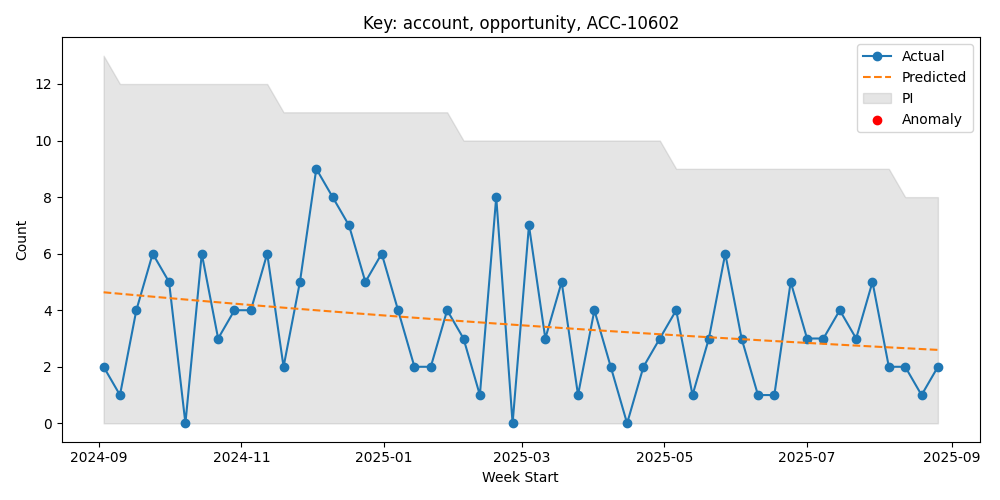 Key: account, opportunity, ACC-10602
Actual
Predicted
PI
Anomaly
Count
12
10
8
6
4
2
0
2024-09 2024-11 2025-01 2025-03 2025-05 2025-07 2025-09
Week Start